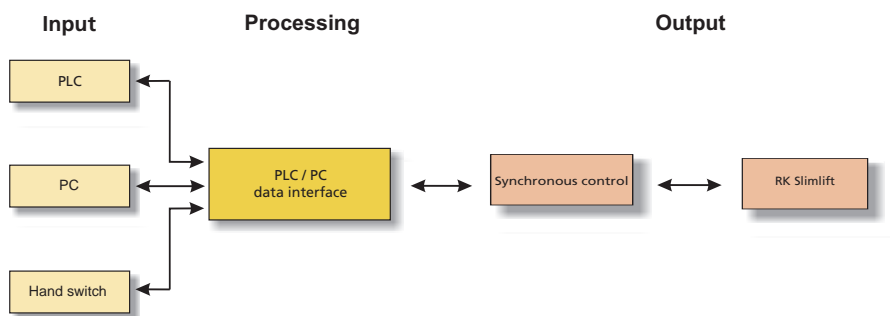 Input
Processing
Output
PLC
PC
Hand switch
PLC / PC
data interface
Synchronous control
RK Slimlift